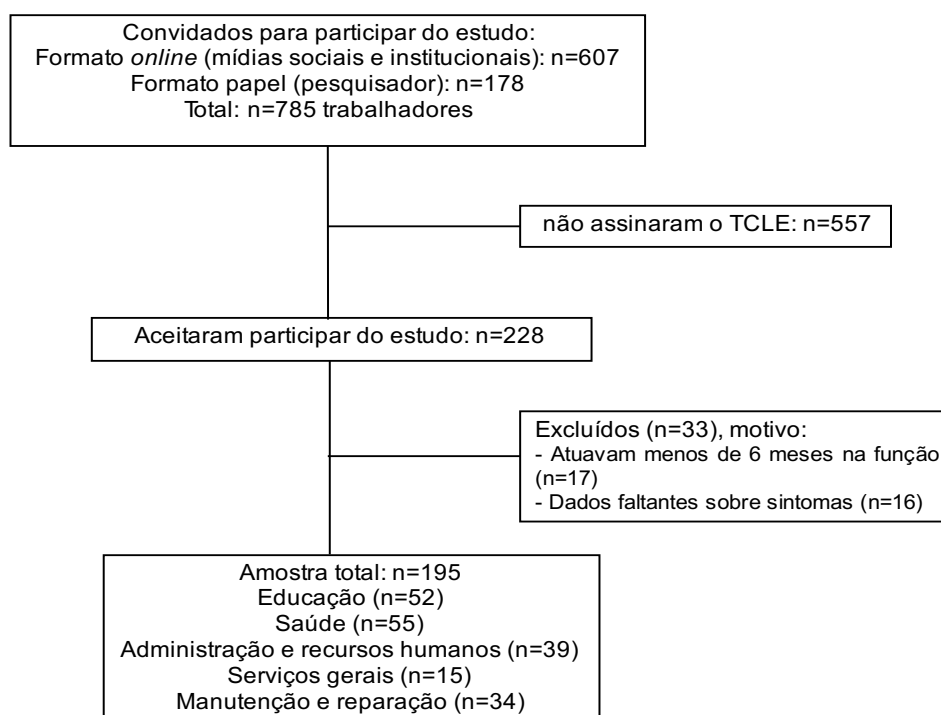 Convidados para participar do estudo:
Formato online (mídias sociais e institucionais): n=607
Formato papel (pesquisador): n=178
Total: n=785 trabalhadores
não assinaram o TCLE: n=557
Aceitaram participar do estudo: n=228
Excluídos (n=33), motivo:
- Atuavam menos de 6 meses na função
(n=17)
- Dados faltantes sobre sintomas (n=16)
Amostra total: n=195
Educação (n=52)
Saúde (n=55)
Administração e recursos humanos (n=39)
Serviços gerais (n=15)
Manutenção e reparação (n=34)